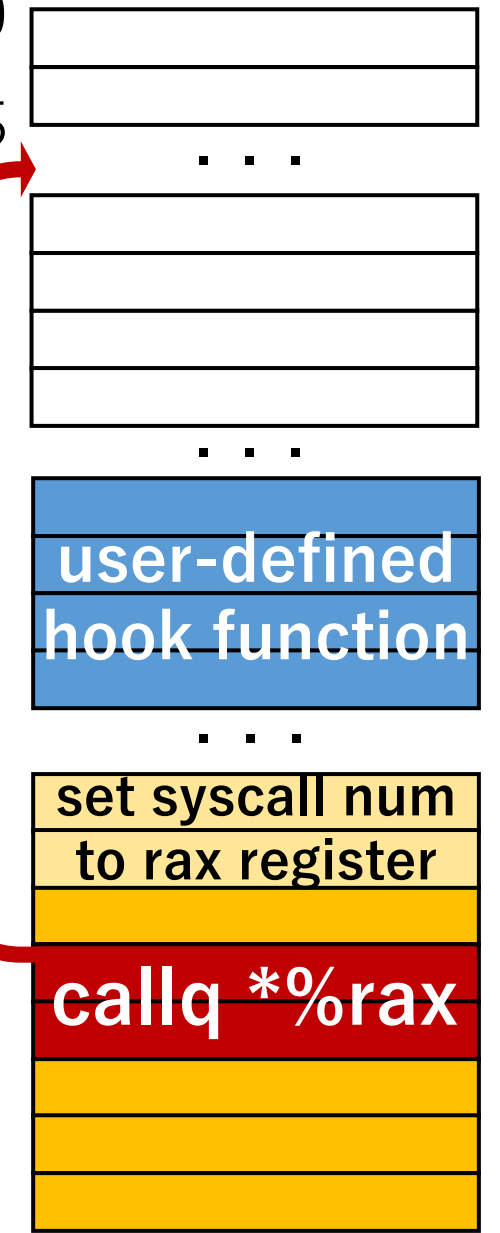 . . .
. . .
user-defined
hook function
. . .
set syscall num
to rax register
callq *%rax